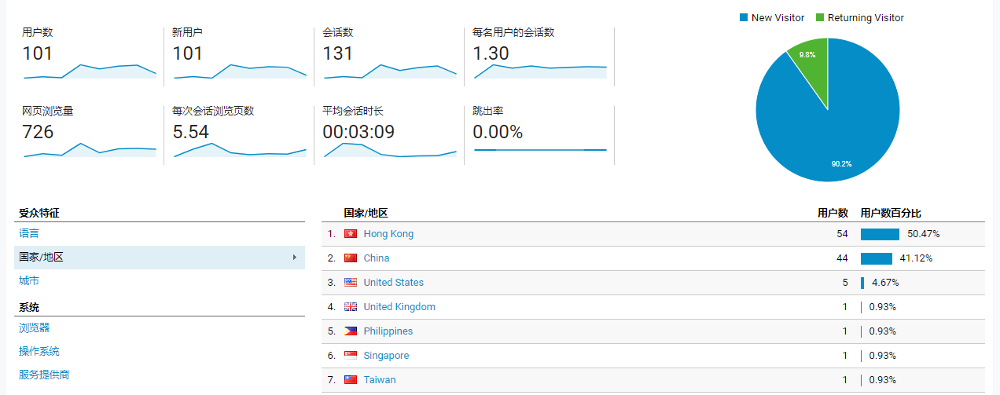 New Visitor Returning Visitor
用户数 新用户 会话数 每名用户的会话数
101 101 131 1.30
9.8%
网页浏览量 每次会话浏览页数 平均会话时长 跳出率
726 5.54 00:03:09 0.00%
90.2%
受众特征
语言
国家/地区
城市
系统
浏览器
操作系统
服务提供商
国家/地区 用户数 用户数百分比
1. Hong Kong 54 50.47%
2. China 44 41.12%
3. United States 5 4.67%
4. United Kingdom 1 0.93%
5. Philippines 1 0.93%
6. Singapore 1 0.93%
7. Taiwan 1 0.93%